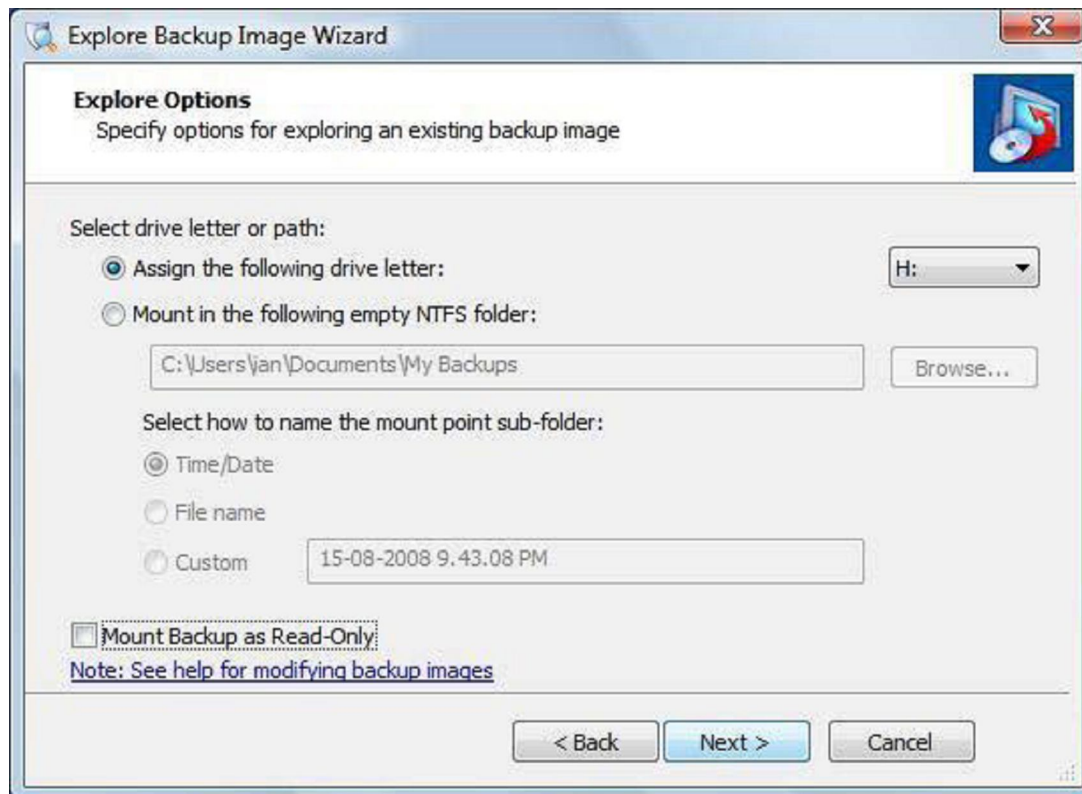 Explore Backup Image Wizard
Explore Options
Specify options for exploring an existing backup image
Select drive letter or path:
Assign the following drive letter:
H:
Mount in the following empty NTFS folder:
C:\Users\ian\Documents\My Backups
Browse...
Select how to name the mount point sub-folder:
Time/Date
File name
Custom
15-08-2008 9.43.08 PM
Mount Backup as Read-Only
Note: See help for modifying backup images
< Back
Next >
Cancel